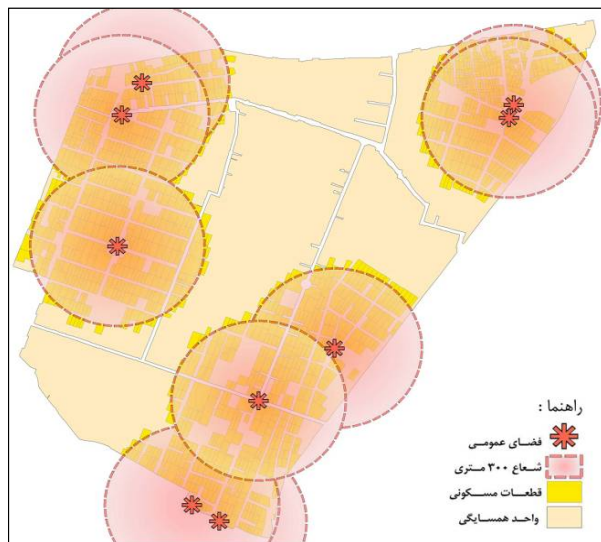 راهنما :
فضای عمومی
شعاع ۳۰۰ متری
قطعات مسکونی
واحد همسایگی